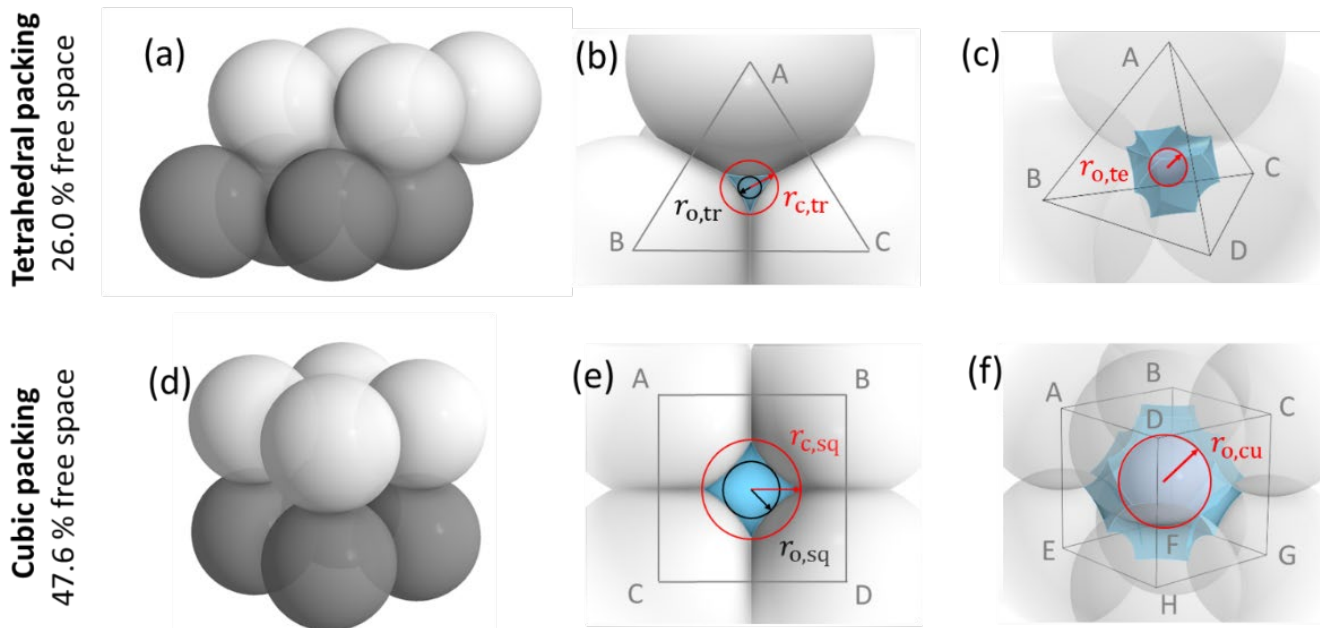 Tetrahedral packing
26.0 % free space
(a)
(b)
A
B
C
r_o,tr
r_c,tr
(c)
A
B
C
D
r_o,te
Cubic packing
47.6 % free space
(d)
(e)
A
B
C
D
r_c,sq
r_o,sq
(f)
A
B
C
D
E
F
G
H
r_o,cu